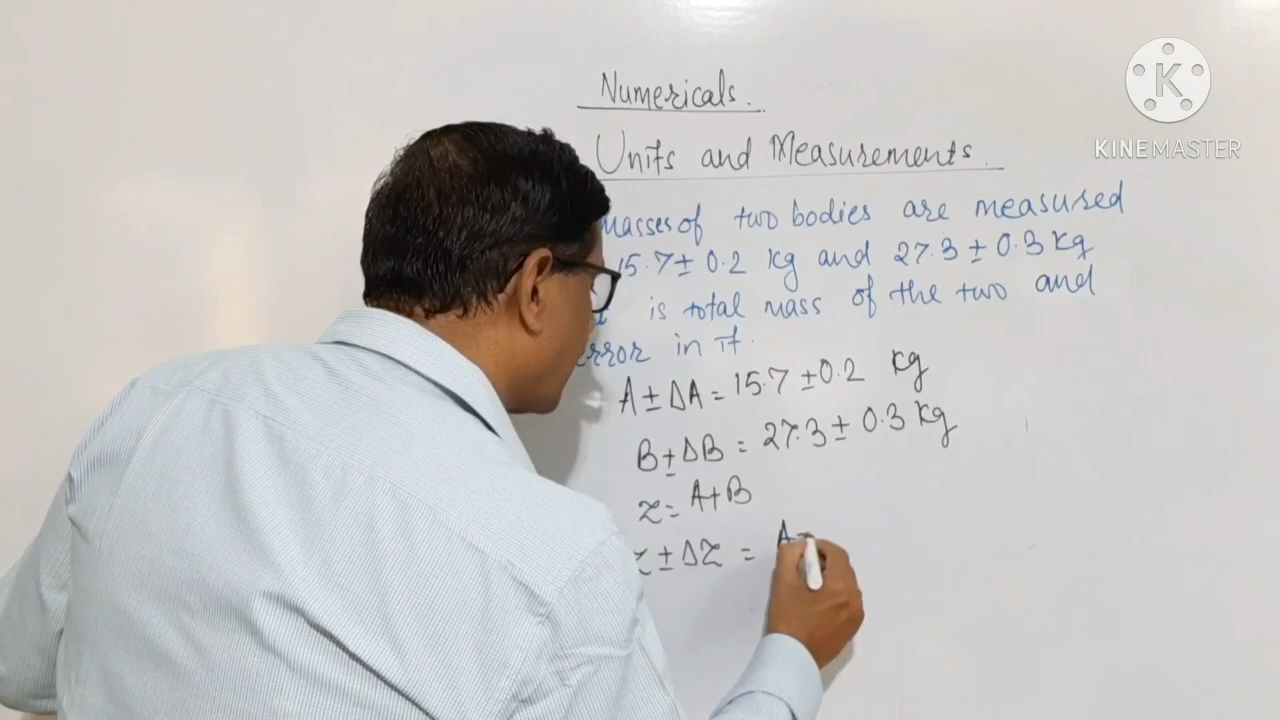 Numericals.
K
KINEMASTER
Units and Measurements.
masses of two bodies are measured
15.7 ± 0.2 kg and 27.3 ± 0.3 kg
is total mass of the two and
error in it.
A ± ΔA = 15.7 ± 0.2 kg
B ± ΔB = 27.3 ± 0.3 kg
Z = A + B
Z ± ΔZ = A